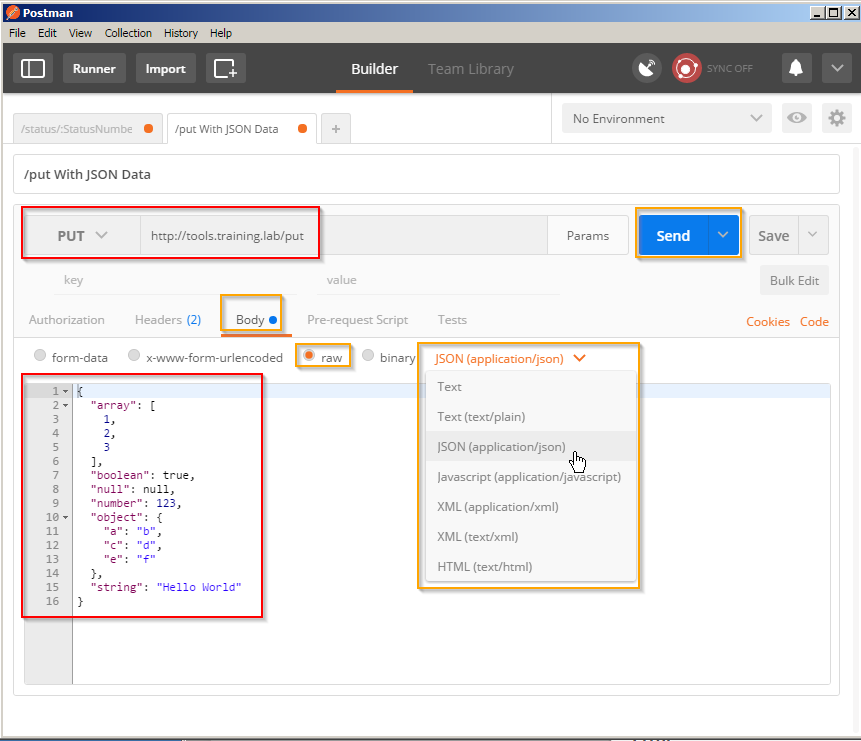 Postman
File Edit View Collection History Help
Runner Import Builder Team Library SYNC OFF
/status/:StatusNumbe /put With JSON Data + No Environment
/put With JSON Data
PUT http://tools.training.lab/put Params Send Save
key value Bulk Edit
Authorization Headers (2) Body Pre-request Script Tests Cookies Code
form-data x-www-form-urlencoded raw binary JSON (application/json)
Text
Text (text/plain)
JSON (application/json)
Javascript (application/javascript)
XML (application/xml)
XML (text/xml)
HTML (text/html)
1 {
2 "array": [
3 1,
4 2,
5 3
6 ],
7 "boolean": true,
8 "null": null,
9 "number": 123,
10 "object": {
11 "a": "b",
12 "c": "d",
13 "e": "f"
14 },
15 "string": "Hello World"
16 }